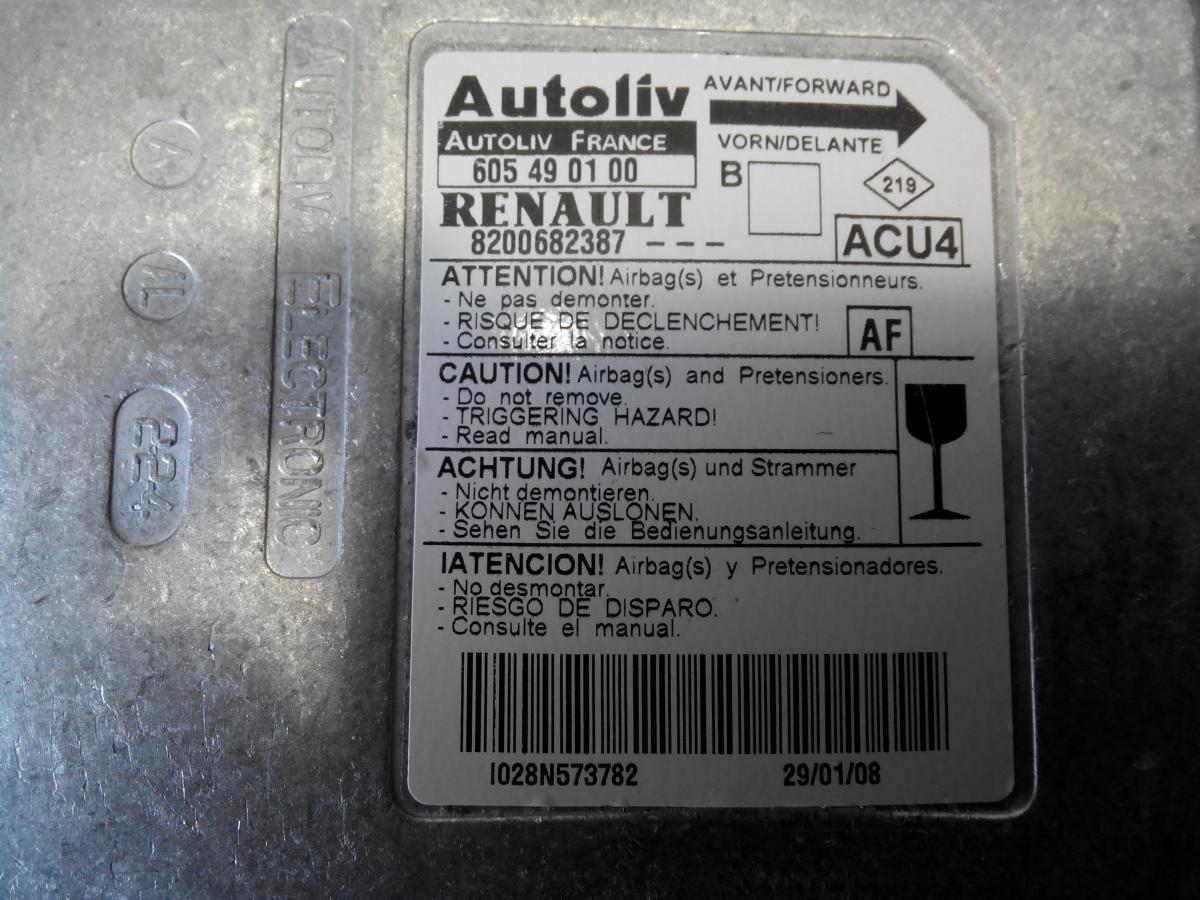 A
AL
224
AUTOLIV ELECTRONIC
Autoliv
AUTOLIV FRANCE
605 49 01 00
RENAULT
8200682387 ---
AVANT/FORWARD
VORN/DELANTE
B
219
ACU4
ATTENTION! Airbag(s) et Pretensionneurs.
- Ne pas demonter.
- RISQUE DE DECLENCHEMENT!
- Consulter la notice.
AF
CAUTION! Airbag(s) and Pretensioners.
- Do not remove.
- TRIGGERING HAZARD!
- Read manual.
ACHTUNG! Airbag(s) und Strammer
- Nicht demontieren.
- KONNEN AUSLONEN.
- Sehen Sie die Bedienungsanleitung.
IATENCION! Airbag(s) y Pretensionadores.
- No desmontar.
- RIESGO DE DISPARO.
- Consulte el manual.
I028N573782 29/01/08